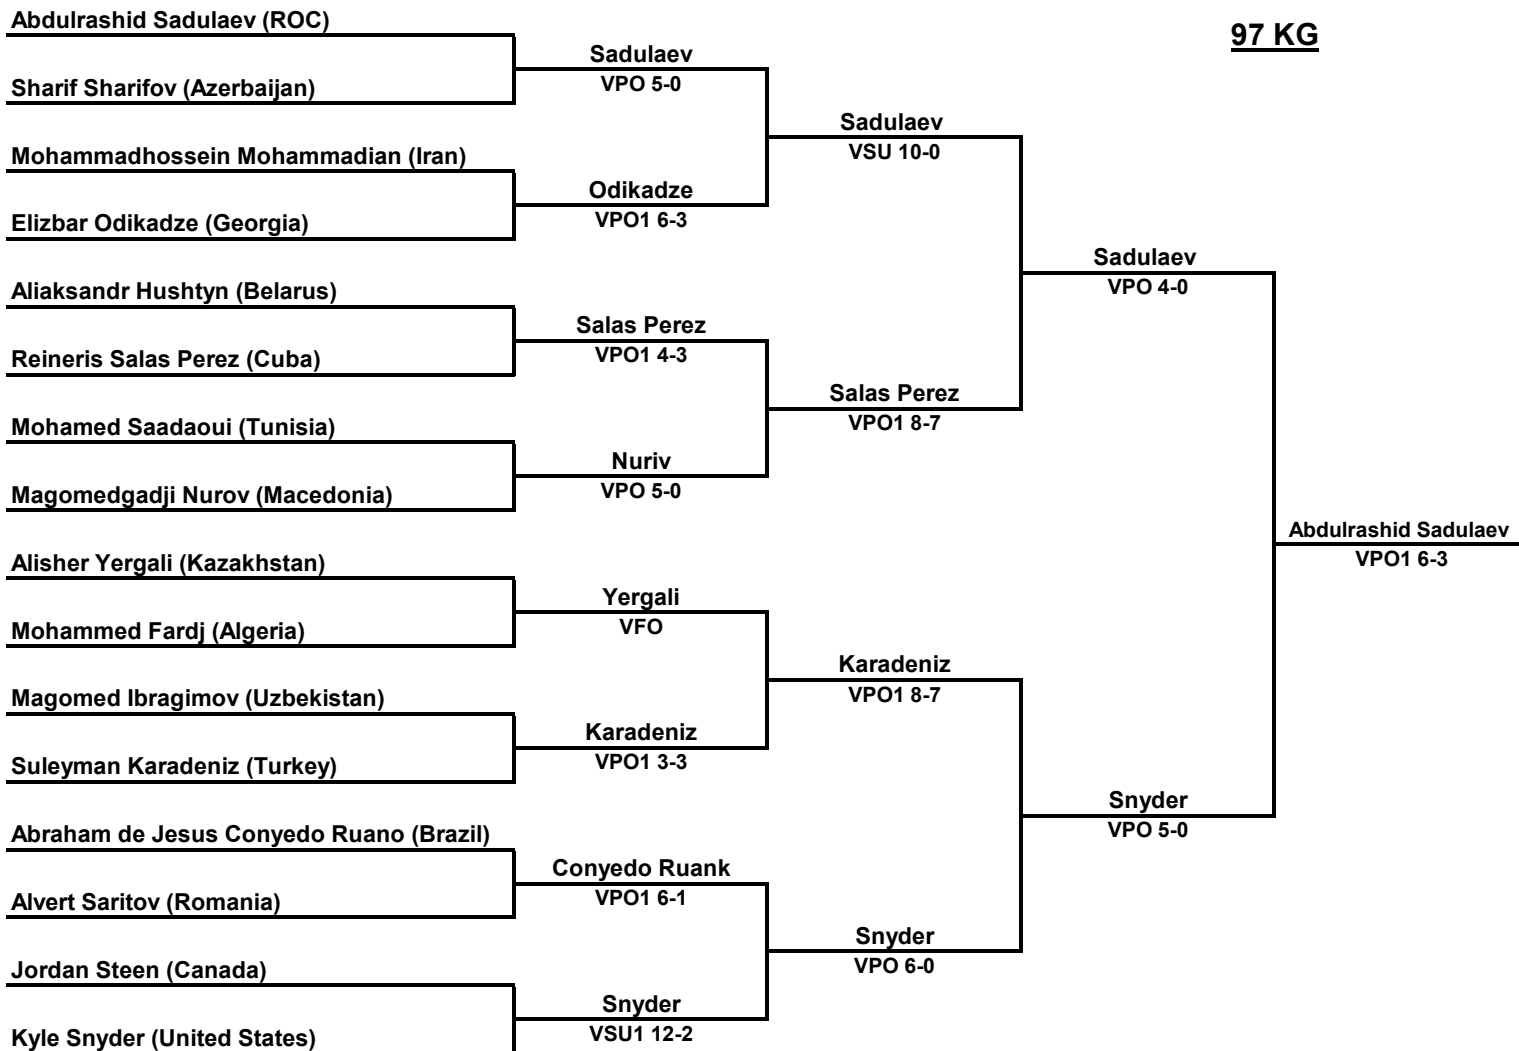 97 KG
Abdulrashid Sadulaev (ROC)
Sharif Sharifov (Azerbaijan)
Mohammadhossein Mohammadian (Iran)
Elizbar Odikadze (Georgia)
Aliaksandr Hushtyn (Belarus)
Reineris Salas Perez (Cuba)
Mohamed Saadaoui (Tunisia)
Magomedgadji Nurov (Macedonia)
Alisher Yergali (Kazakhstan)
Mohammed Fardj (Algeria)
Magomed Ibragimov (Uzbekistan)
Suleyman Karadeniz (Turkey)
Abraham de Jesus Conyedo Ruano (Brazil)
Alvert Saritov (Romania)
Jordan Steen (Canada)
Kyle Snyder (United States)
Sadulaev
VPO 5-0
Odikadze
VPO1 6-3
Salas Perez
VPO1 4-3
Nuriv
VPO 5-0
Yergali
VFO
Karadeniz
VPO1 3-3
Conyedo Ruank
VPO1 6-1
Snyder
VSU1 12-2
Sadulaev
VSU 10-0
Salas Perez
VPO1 8-7
Karadeniz
VPO1 8-7
Snyder
VPO 6-0
Sadulaev
VPO 4-0
Snyder
VPO 5-0
Abdulrashid Sadulaev
VPO1 6-3